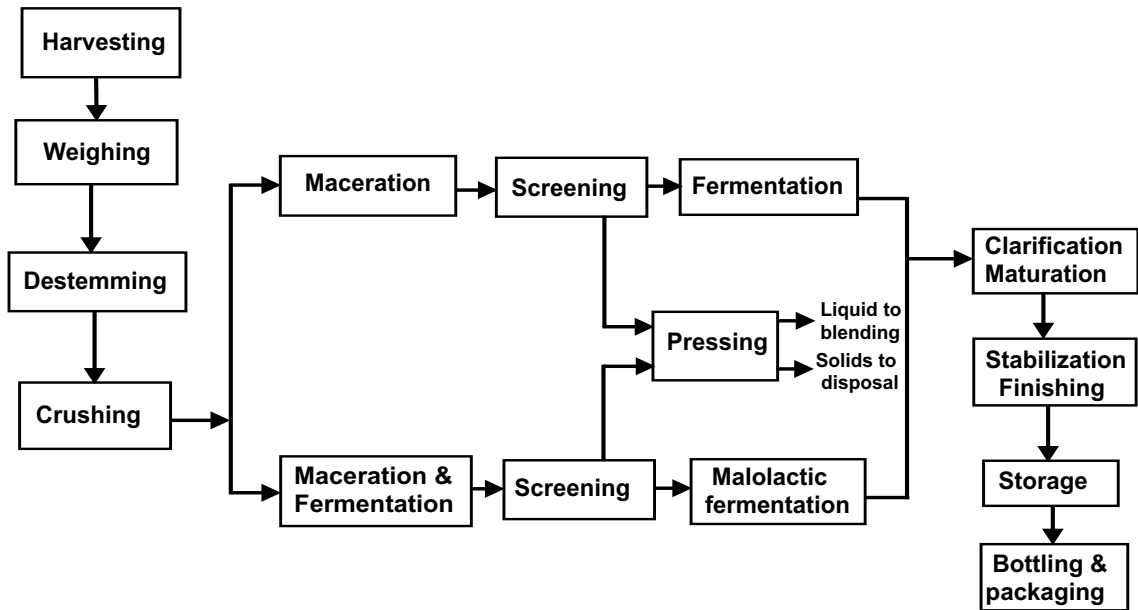 Harvesting
Weighing
Destemming
Crushing
Maceration
Screening
Fermentation
Pressing
Liquid to
blending
Solids to
disposal
Maceration &
Fermentation
Screening
Malolactic
fermentation
Clarification
Maturation
Stabilization
Finishing
Storage
Bottling &
packaging